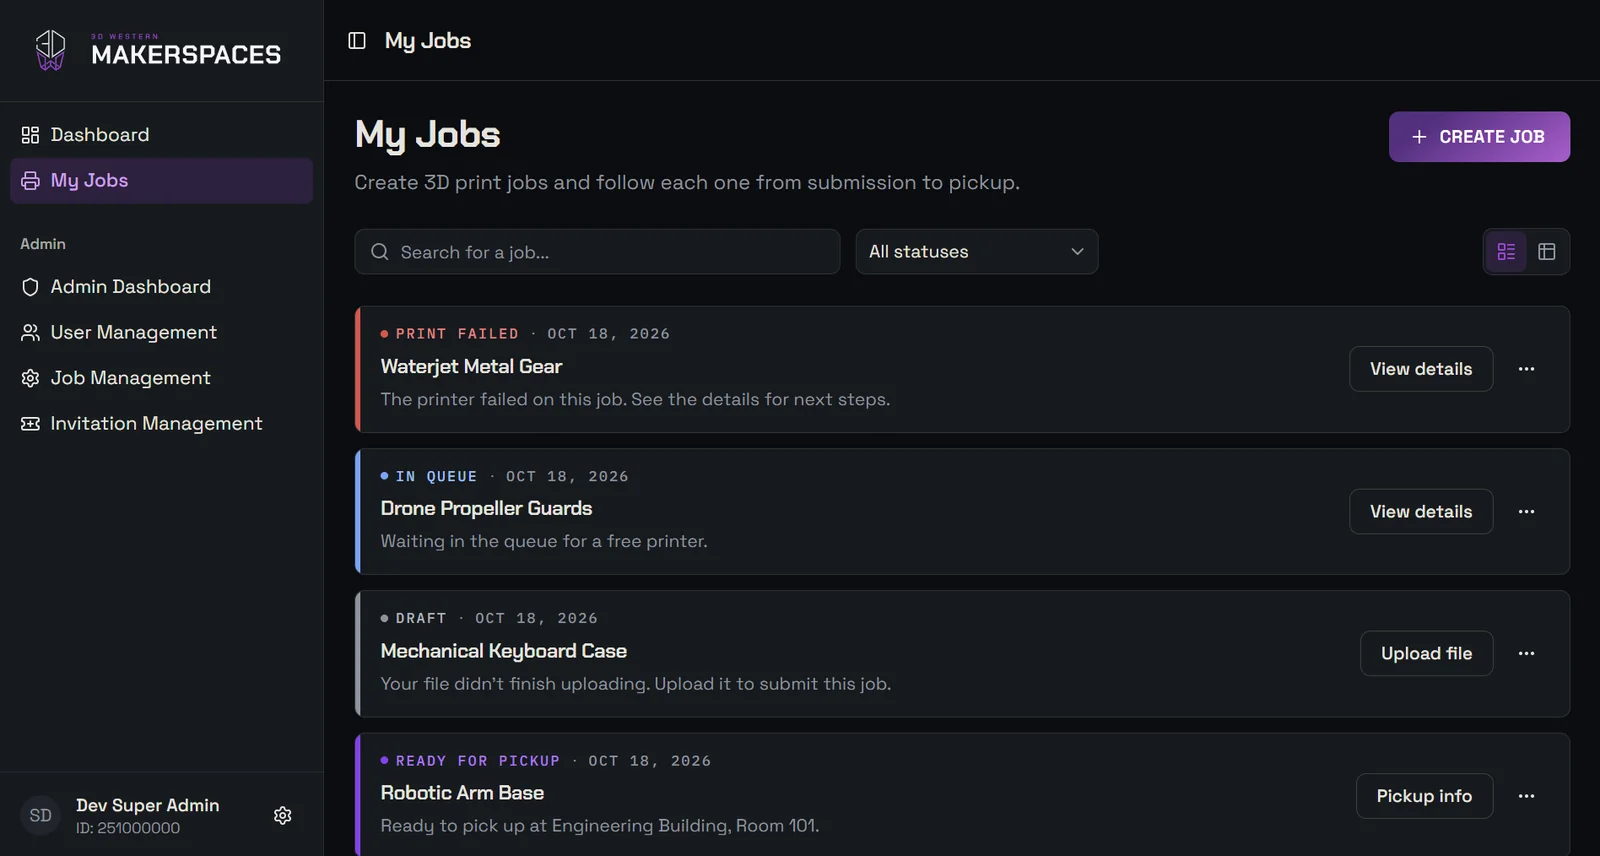 3D WESTERN
MAKERSPACES
Dashboard
My Jobs
Admin
Admin Dashboard
User Management
Job Management
Invitation Management
SD
Dev Super Admin
ID: 251000000
My Jobs
My Jobs
Create 3D print jobs and follow each one from submission to pickup.
CREATE JOB
Search for a job...
All statuses
PRINT FAILED · OCT 18, 2026
Waterjet Metal Gear
The printer failed on this job. See the details for next steps.
View details
IN QUEUE · OCT 18, 2026
Drone Propeller Guards
Waiting in the queue for a free printer.
View details
DRAFT · OCT 18, 2026
Mechanical Keyboard Case
Your file didn’t finish uploading. Upload it to submit this job.
Upload file
READY FOR PICKUP · OCT 18, 2026
Robotic Arm Base
Ready to pick up at Engineering Building, Room 101.
Pickup info